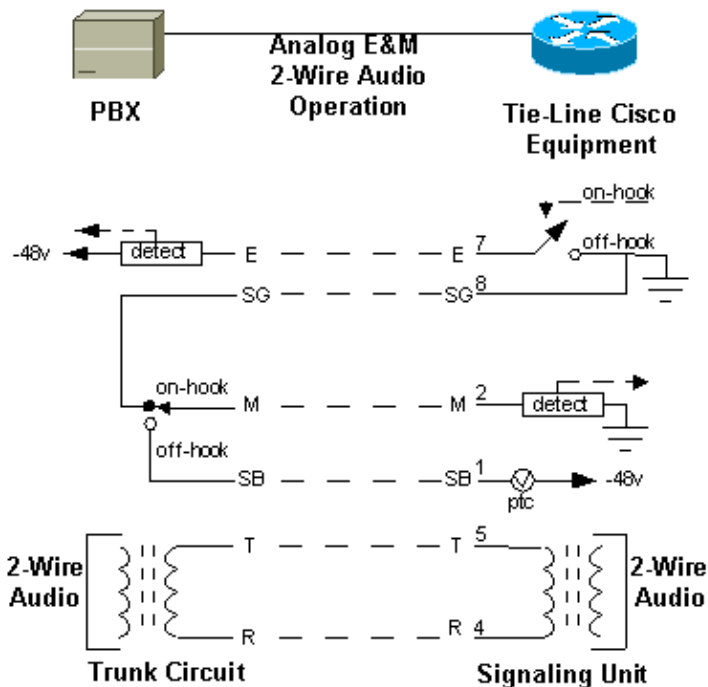 Analog E&M
2-Wire Audio
Operation
PBX
Tie-Line Cisco
Equipment
on-hook
-48v
detect
E
E
7
off-hook
SG
SG
8
on-hook
M
M
2
detect
off-hook
SB
SB
1
ptc
-48v
2-Wire
Audio
T
T
5
2-Wire
Audio
R
R
4
Trunk Circuit
Signaling Unit